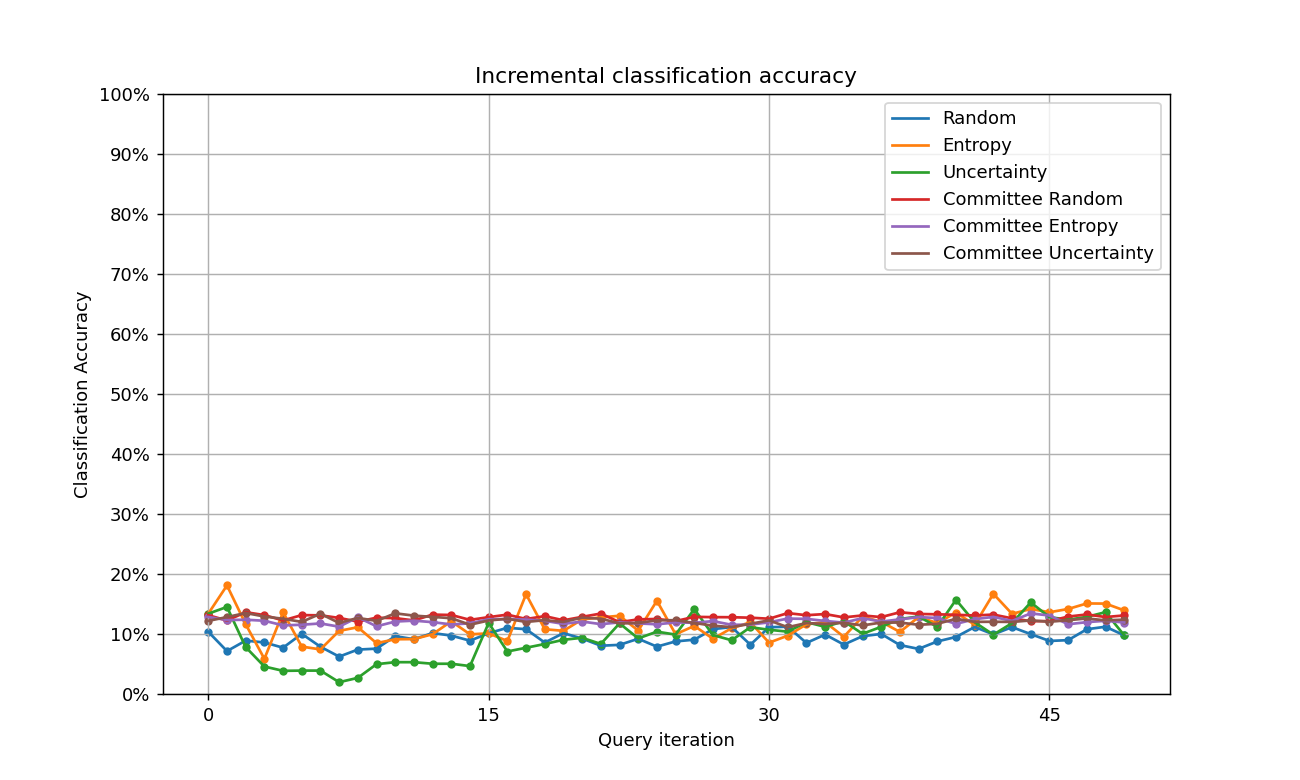 Incremental classification accuracy
100%
90%
80%
70%
60%
50%
40%
30%
20%
10%
0%
Classification Accuracy
Random
Entropy
Uncertainty
Committee Random
Committee Entropy
Committee Uncertainty
0 15 30 45
Query iteration